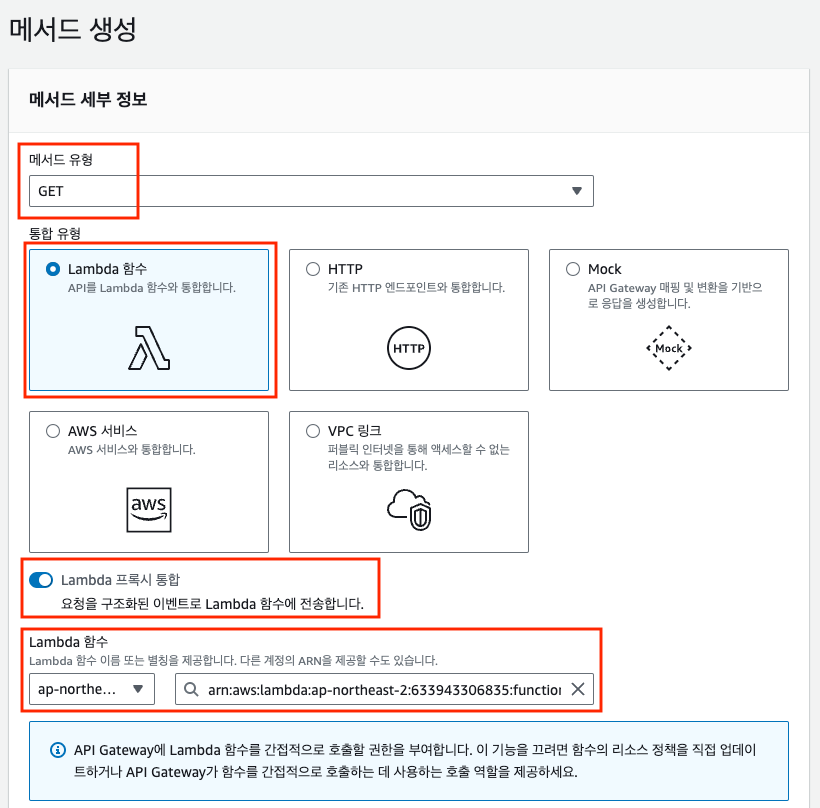 메서드 생성
메서드 세부 정보
메서드 유형
GET
통합 유형
Lambda 함수
API를 Lambda 함수와 통합합니다.
HTTP
기존 HTTP 엔드포인트와 통합합니다.
HTTP
Mock
API Gateway 매핑 및 변환을 기반으
로 응답을 생성합니다.
Mock
AWS 서비스
AWS 서비스와 통합합니다.
aws
VPC 링크
퍼블릭 인터넷을 통해 액세스할 수 없는
리소스와 통합합니다.
Lambda 프록시 통합
요청을 구조화된 이벤트로 Lambda 함수에 전송합니다.
Lambda 함수
Lambda 함수 이름 또는 별칭을 제공합니다. 다른 계정의 ARN을 제공할 수도 있습니다.
ap-northe...
arn:aws:lambda:ap-northeast-2:633943306835:function
API Gateway에 Lambda 함수를 간접적으로 호출할 권한을 부여합니다. 이 기능을 끄려면 함수의 리소스 정책을 직접 업데이
트하거나 API Gateway가 함수를 간접적으로 호출하는 데 사용하는 호출 역할을 제공하세요.